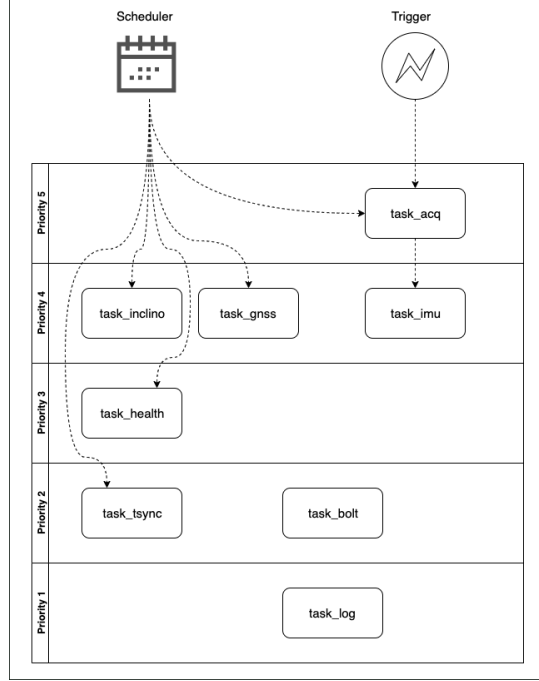 Scheduler
Trigger
Priority 5
task_acq
Priority 4
task_inclino
task_gnss
task_imu
Priority 3
task_health
Priority 2
task_tsync
task_bolt
Priority 1
task_log